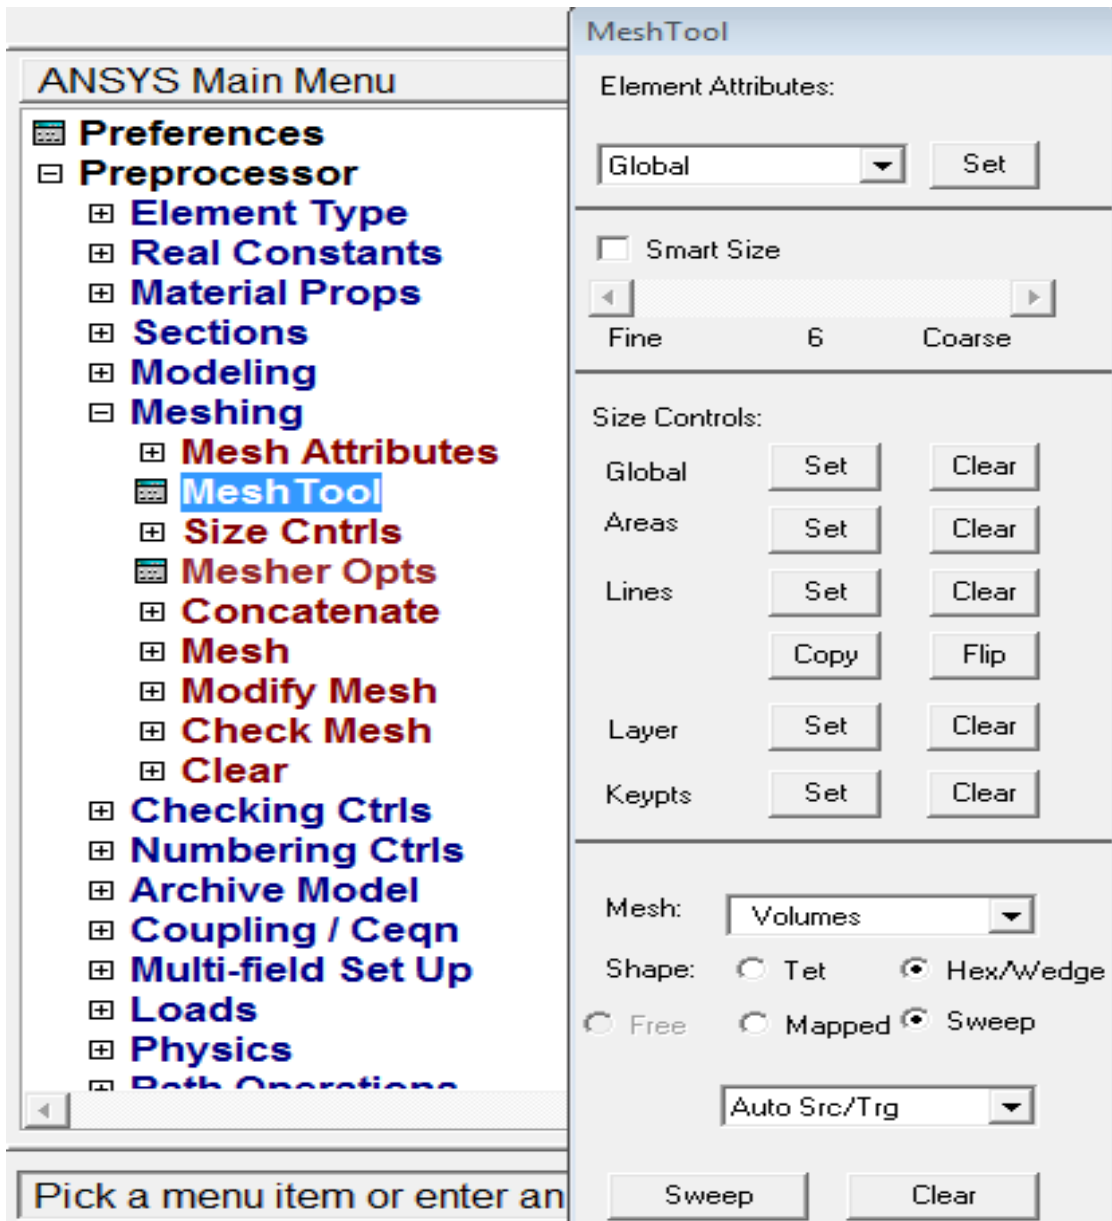 ANSYS Main Menu
Preferences
Preprocessor
Element Type
Real Constants
Material Props
Sections
Modeling
Meshing
Mesh Attributes
MeshTool
Size Cntrls
Mesher Opts
Concatenate
Mesh
Modify Mesh
Check Mesh
Clear
Checking Ctrls
Numbering Ctrls
Archive Model
Coupling / Ceqn
Multi-field Set Up
Loads
Physics
Path Operations
Pick a menu item or enter an
MeshTool
Element Attributes:
Global Set
Smart Size
Fine 6 Coarse
Size Controls:
Global Set Clear
Areas Set Clear
Lines Set Clear
Copy Flip
Layer Set Clear
Keypts Set Clear
Mesh: Volumes
Shape: Tet Hex/Wedge
Free Mapped Sweep
Auto Src/Trg
Sweep Clear